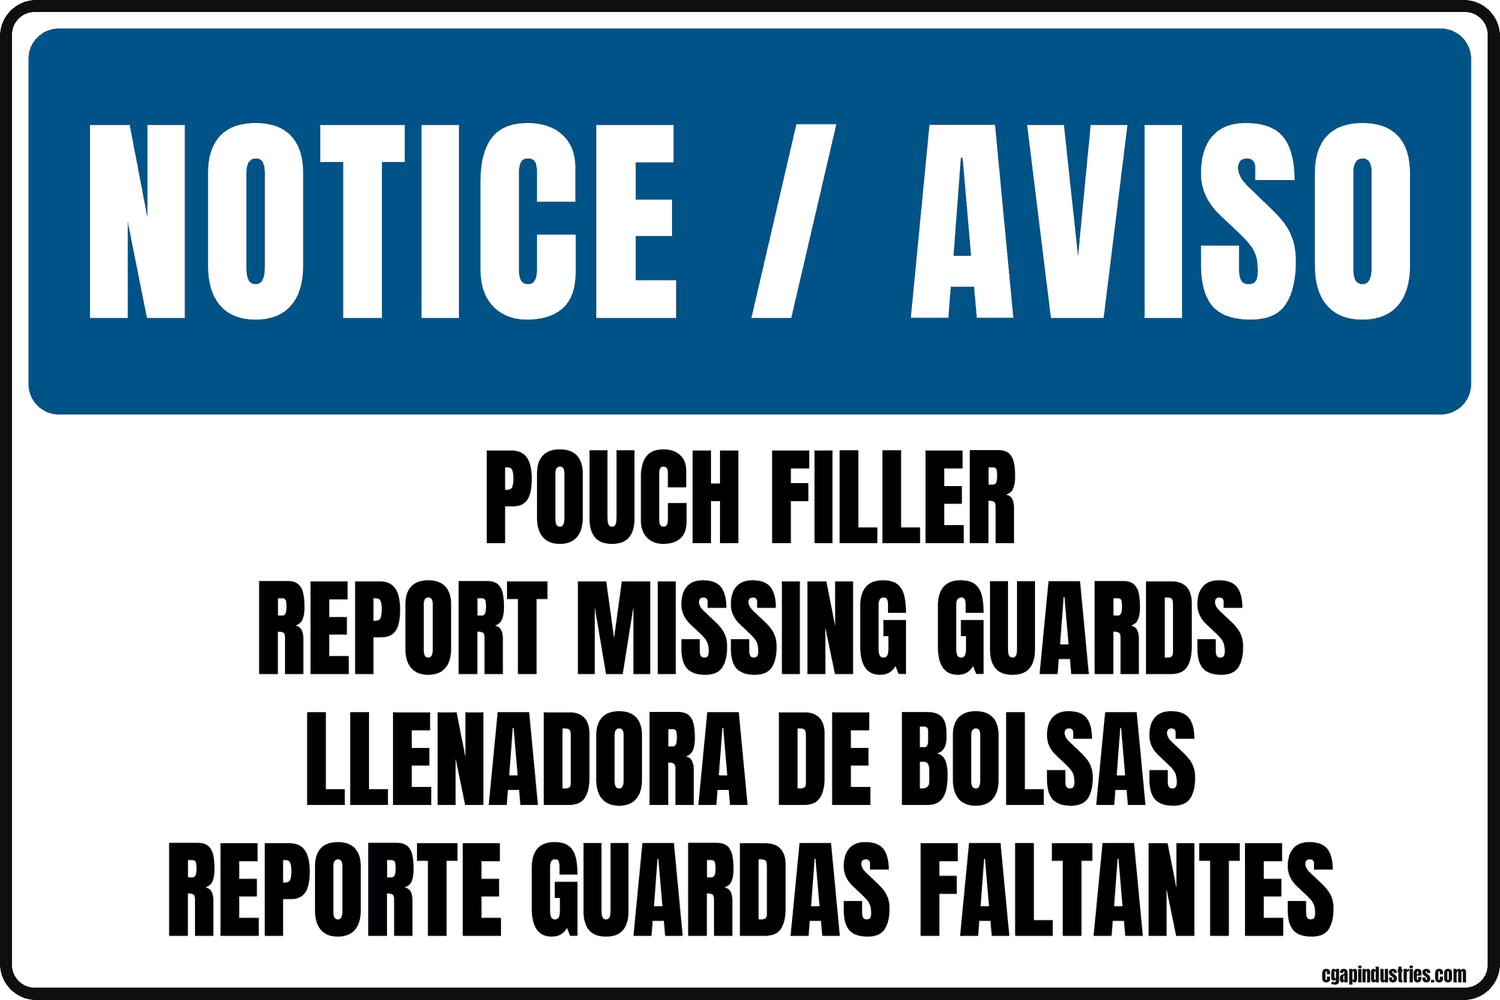 NOTICE / AVISO
POUCH FILLER
REPORT MISSING GUARDS
LLENADORA DE BOLSAS
REPORTE GUARDAS FALTANTES
cgapindustries.com